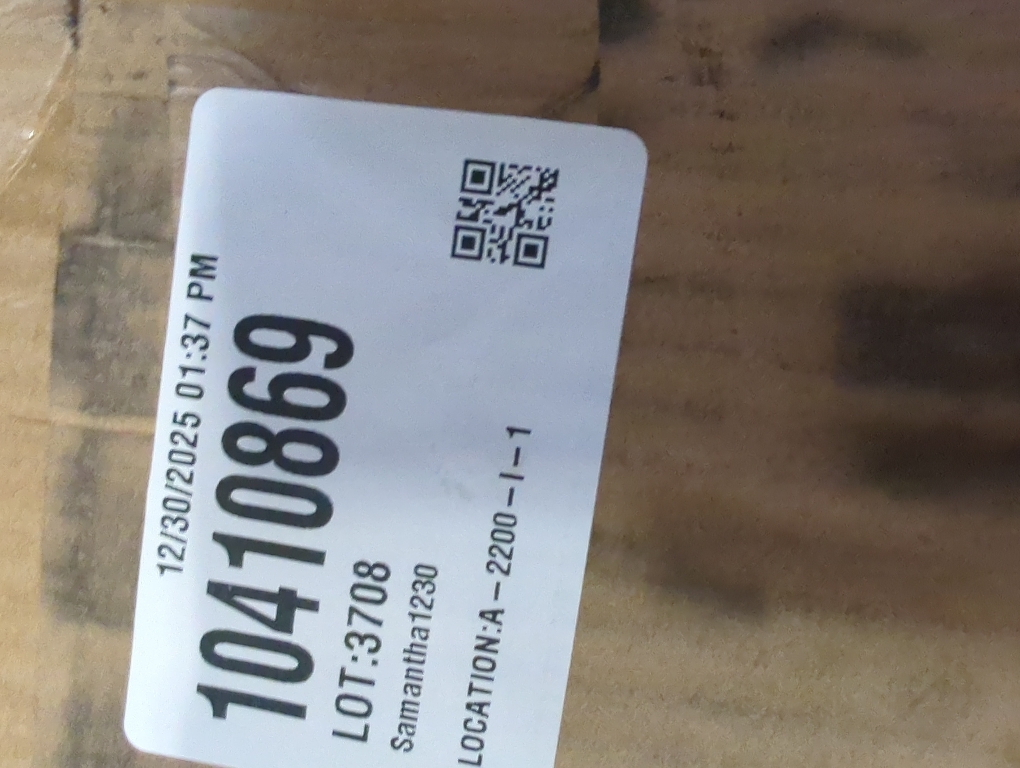 12/30/2025 01:37 PM
10410869
LOT:3708
Samantha1230
LOCATION:A-2200-I-1